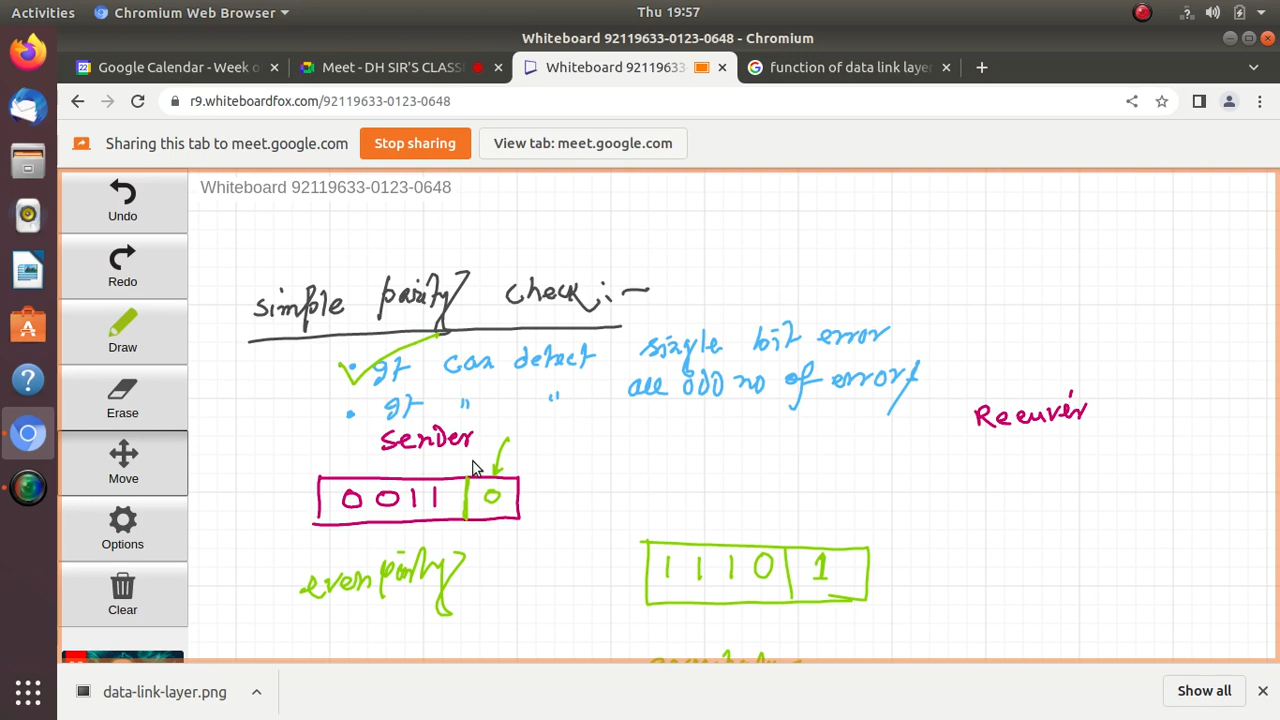 Activities
Chromium Web Browser
Thu 19:57
Whiteboard 92119633-0123-0648 - Chromium
Google Calendar - Week o
Meet - DH SIR'S CLASS
Whiteboard 92119633
function of data link laye
r9.whiteboardfox.com/92119633-0123-0648
Sharing this tab to meet.google.com
Stop sharing
View tab: meet.google.com
Whiteboard 92119633-0123-0648
Undo
Redo
Draw
Erase
Move
Options
Clear
simple parity check :-
• It can detect single bit error
• It " " all odd no of errors
Sender
Reciever
0 0 1 1 0
even parity
1 1 1 0 1
data-link-layer.png
Show all